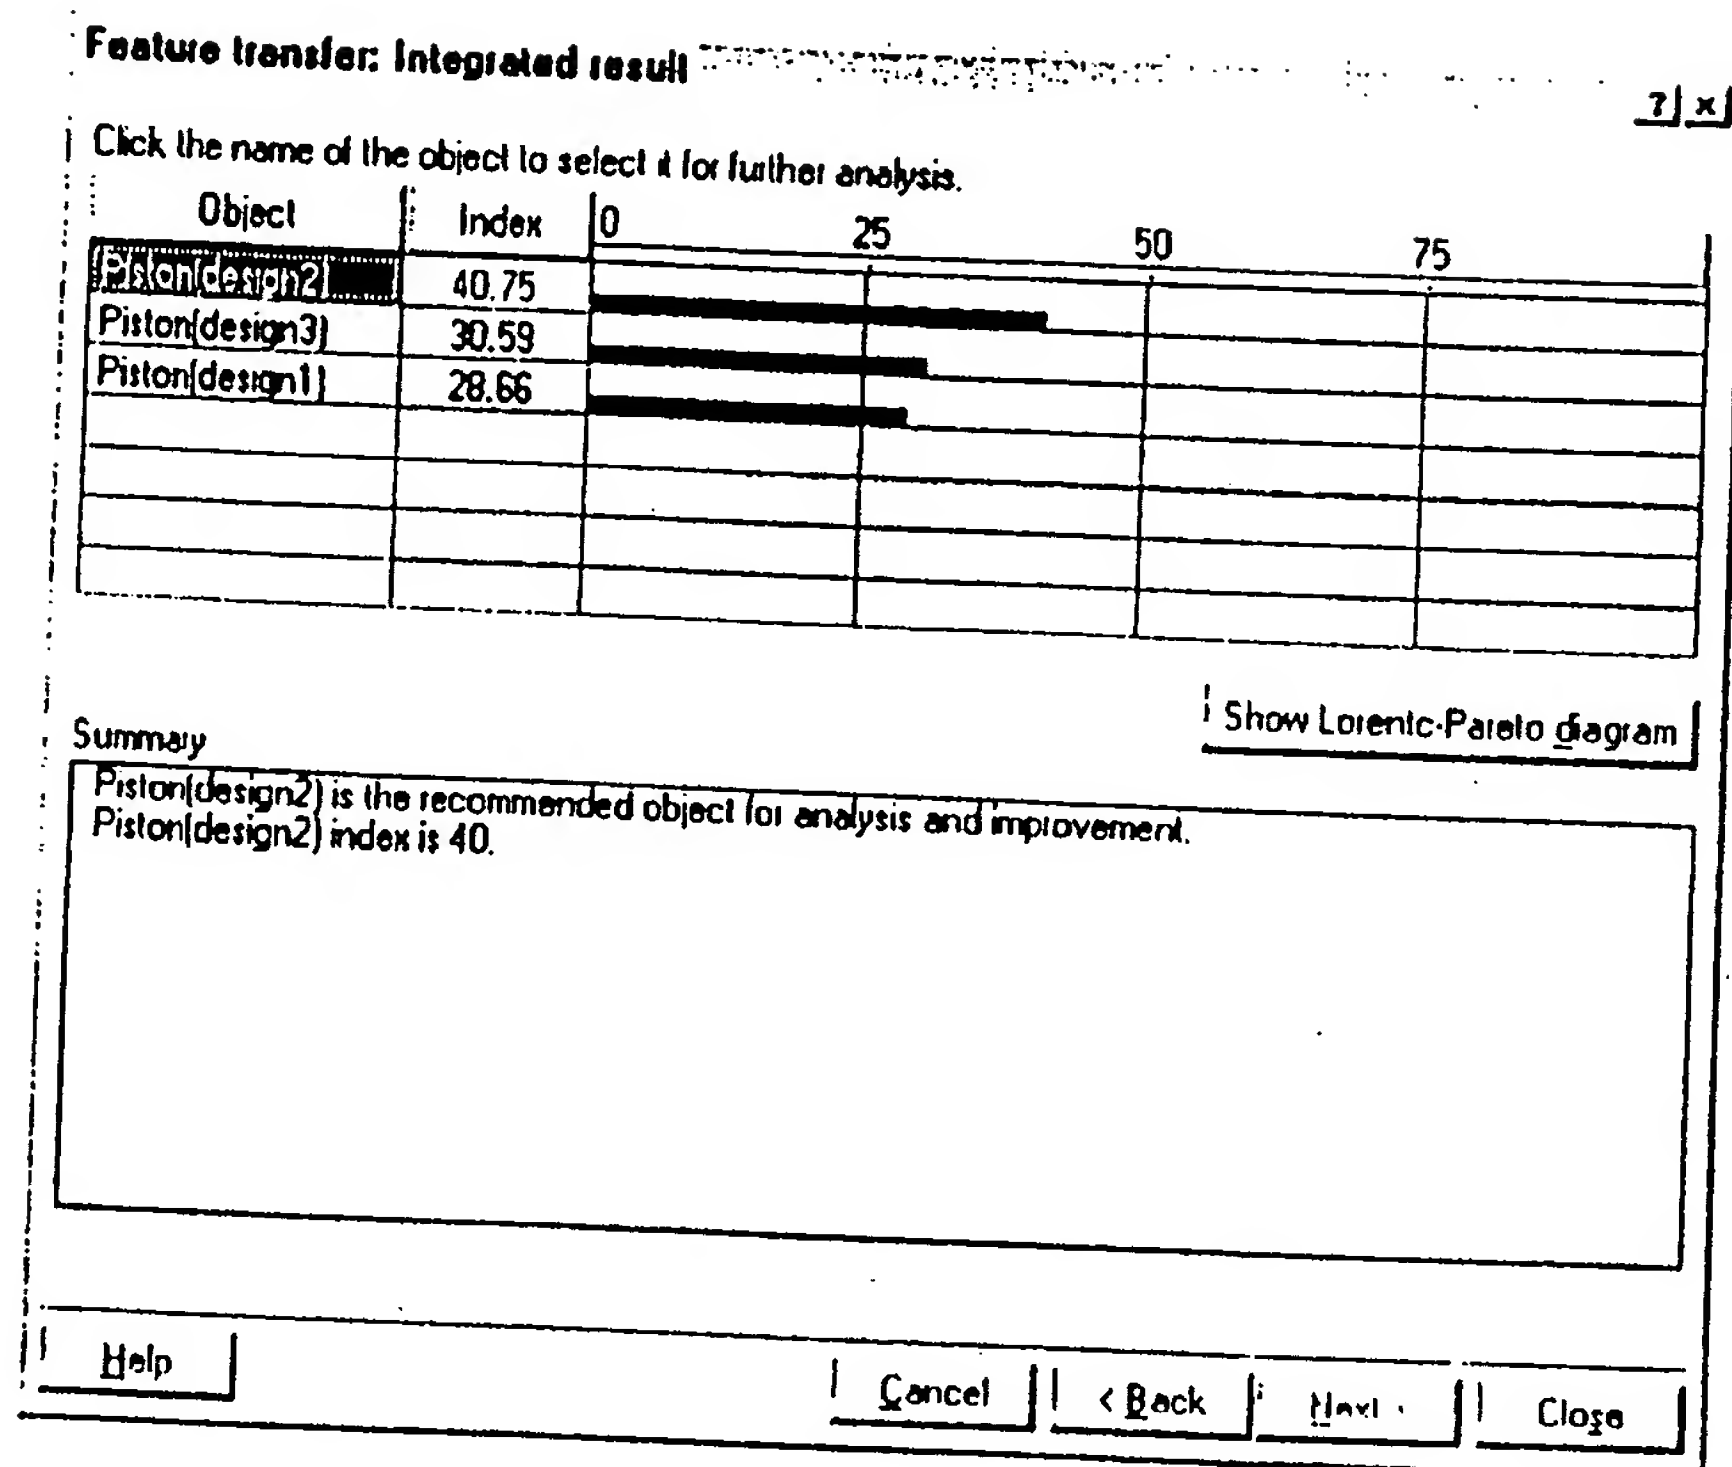 Feature transfer: Integrated result
? x
Click the name of the object to select it for further analysis.
Object Index 0 25 50 75
Piston(design2) 40.75
Piston(design3) 30.59
Piston(design1) 28.66
Show Lorentc-Pareto diagram
Summary
Piston(design2) is the recommended object for analysis and improvement.
Piston(design2) index is 40.
Help Cancel < Back Next > Close